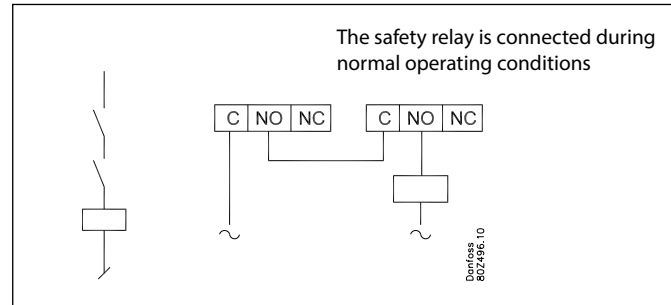 The safety relay is connected during
normal operating conditions
C NO NC C NO NC
Danfoss
80Z496.10